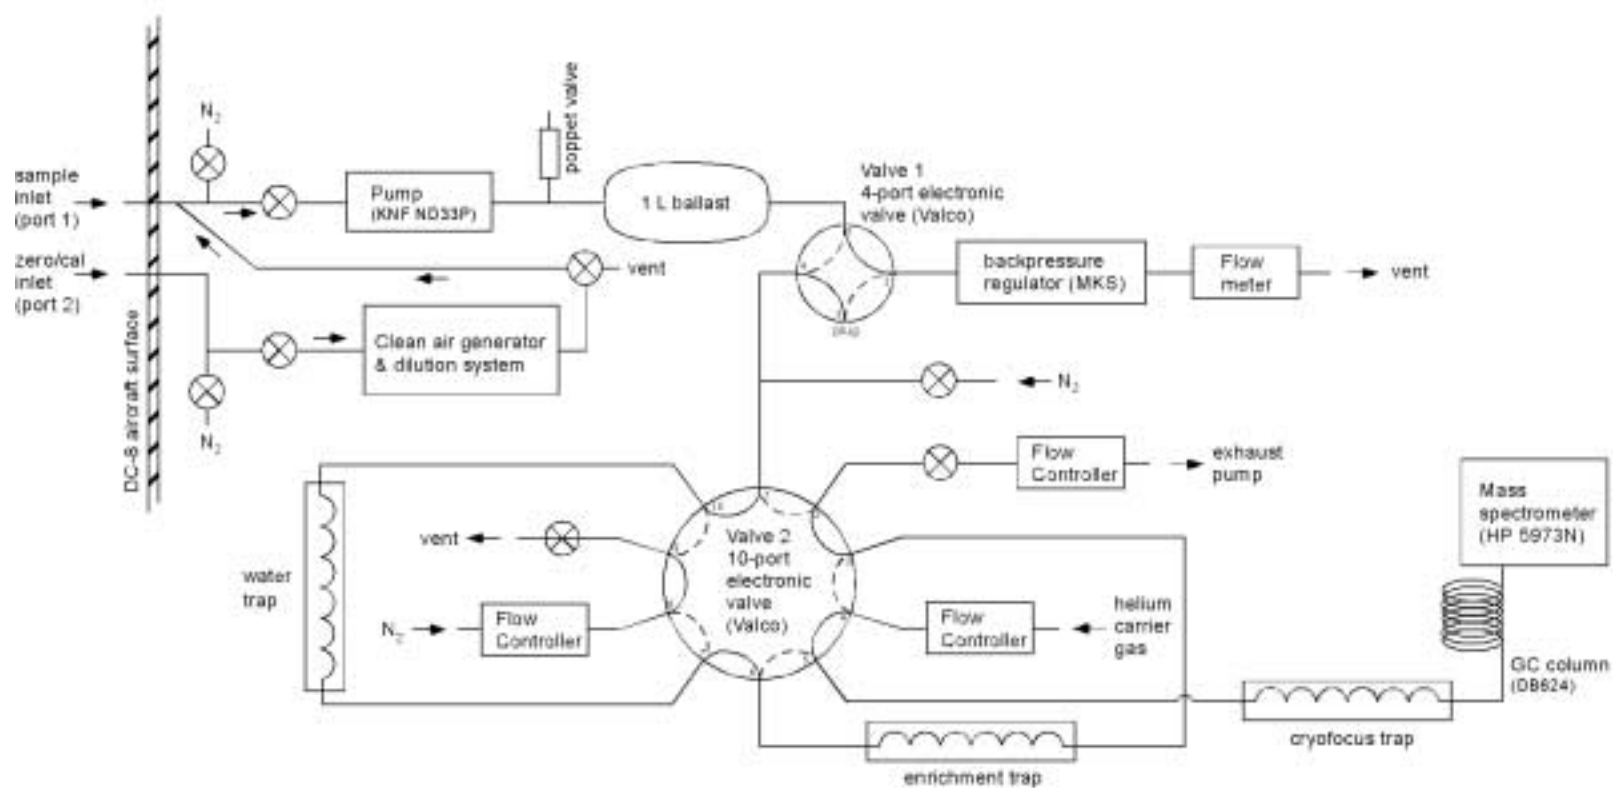 N2
poppet valve
sample
inlet
(port 1)
Pump
(KNF ND33P)
1 L ballast
Valve 1
4-port electronic
valve (Valco)
zero/cal
inlet
(port 2)
vent
backpressure
regulator (MKS)
Flow
meter
vent
plug
Clean air generator
& dilution system
N2
N2
DC-8 aircraft surface
Flow
Controller
exhaust
pump
Mass
spectrometer
(HP 5973N)
vent
Valve 2
10-port
electronic
valve
(Valco)
water
trap
N2
Flow
Controller
Flow
Controller
helium
carrier
gas
GC column
(DB624)
cryofocus trap
enrichment trap